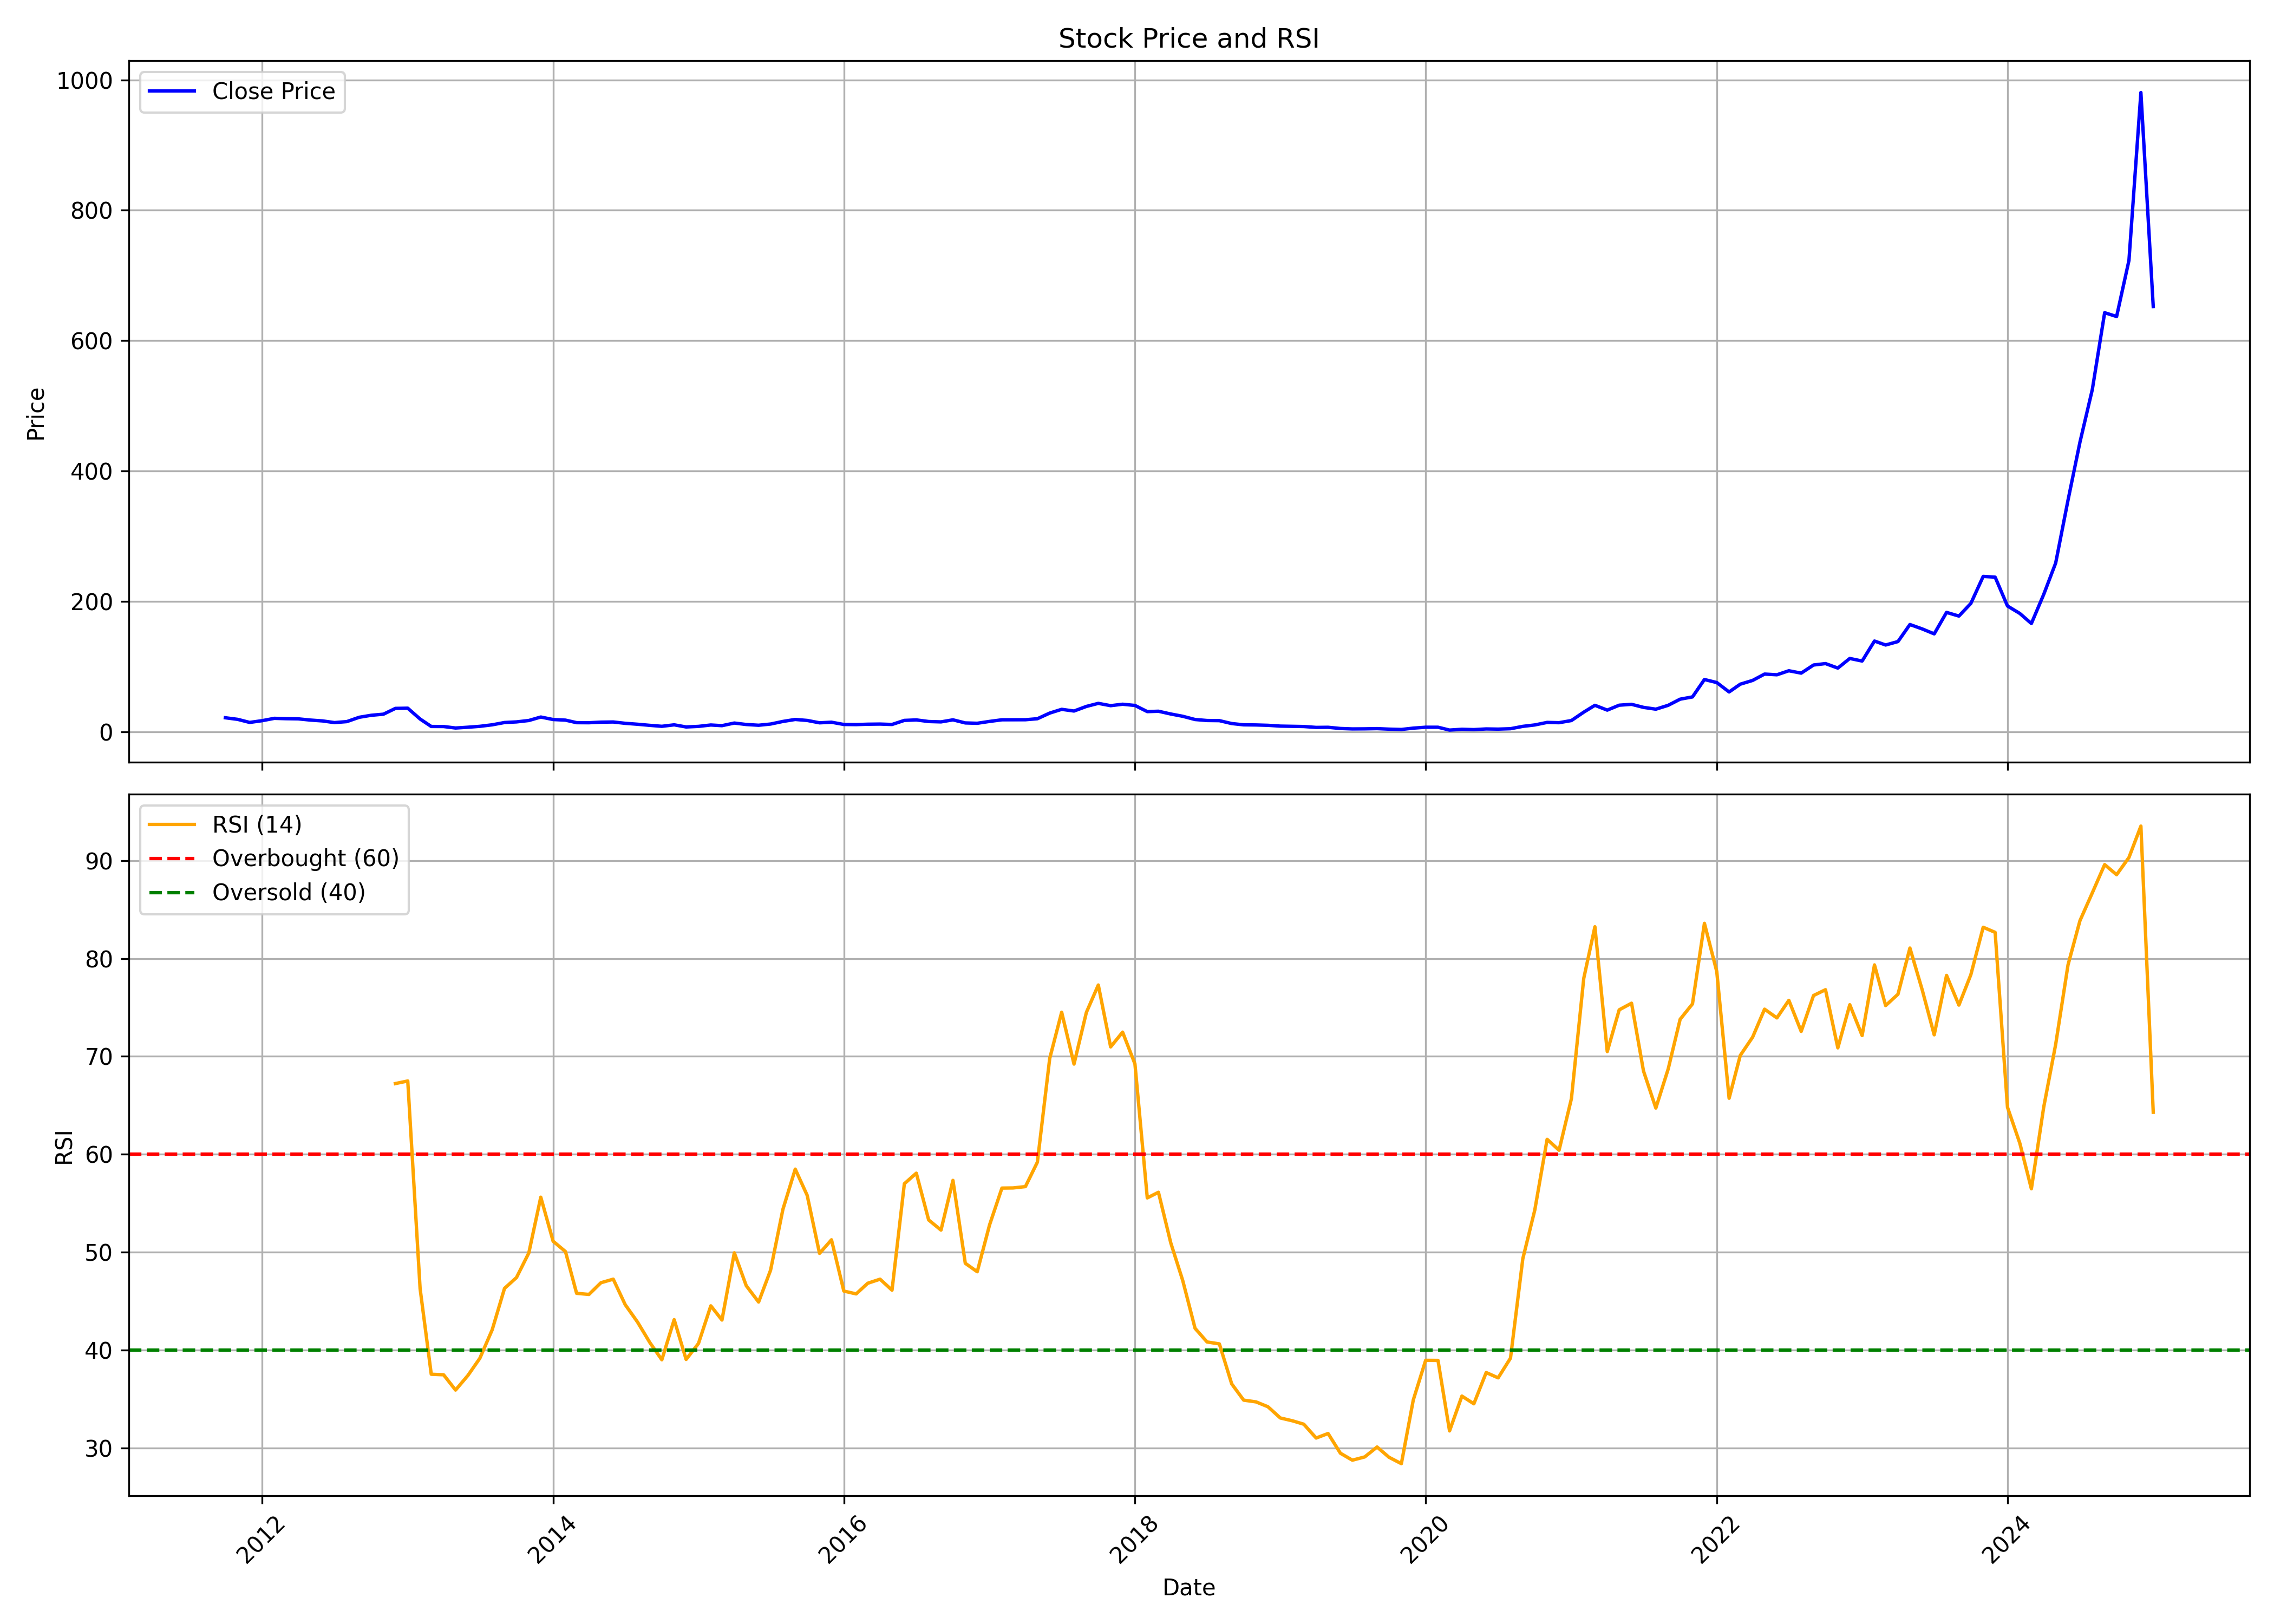 Stock Price and RSI
Close Price
1000
800
600
400
200
0
Price
RSI (14)
Overbought (60)
Oversold (40)
90
80
70
60
50
40
30
RSI
2012
2014
2016
2018
2020
2022
2024
Date